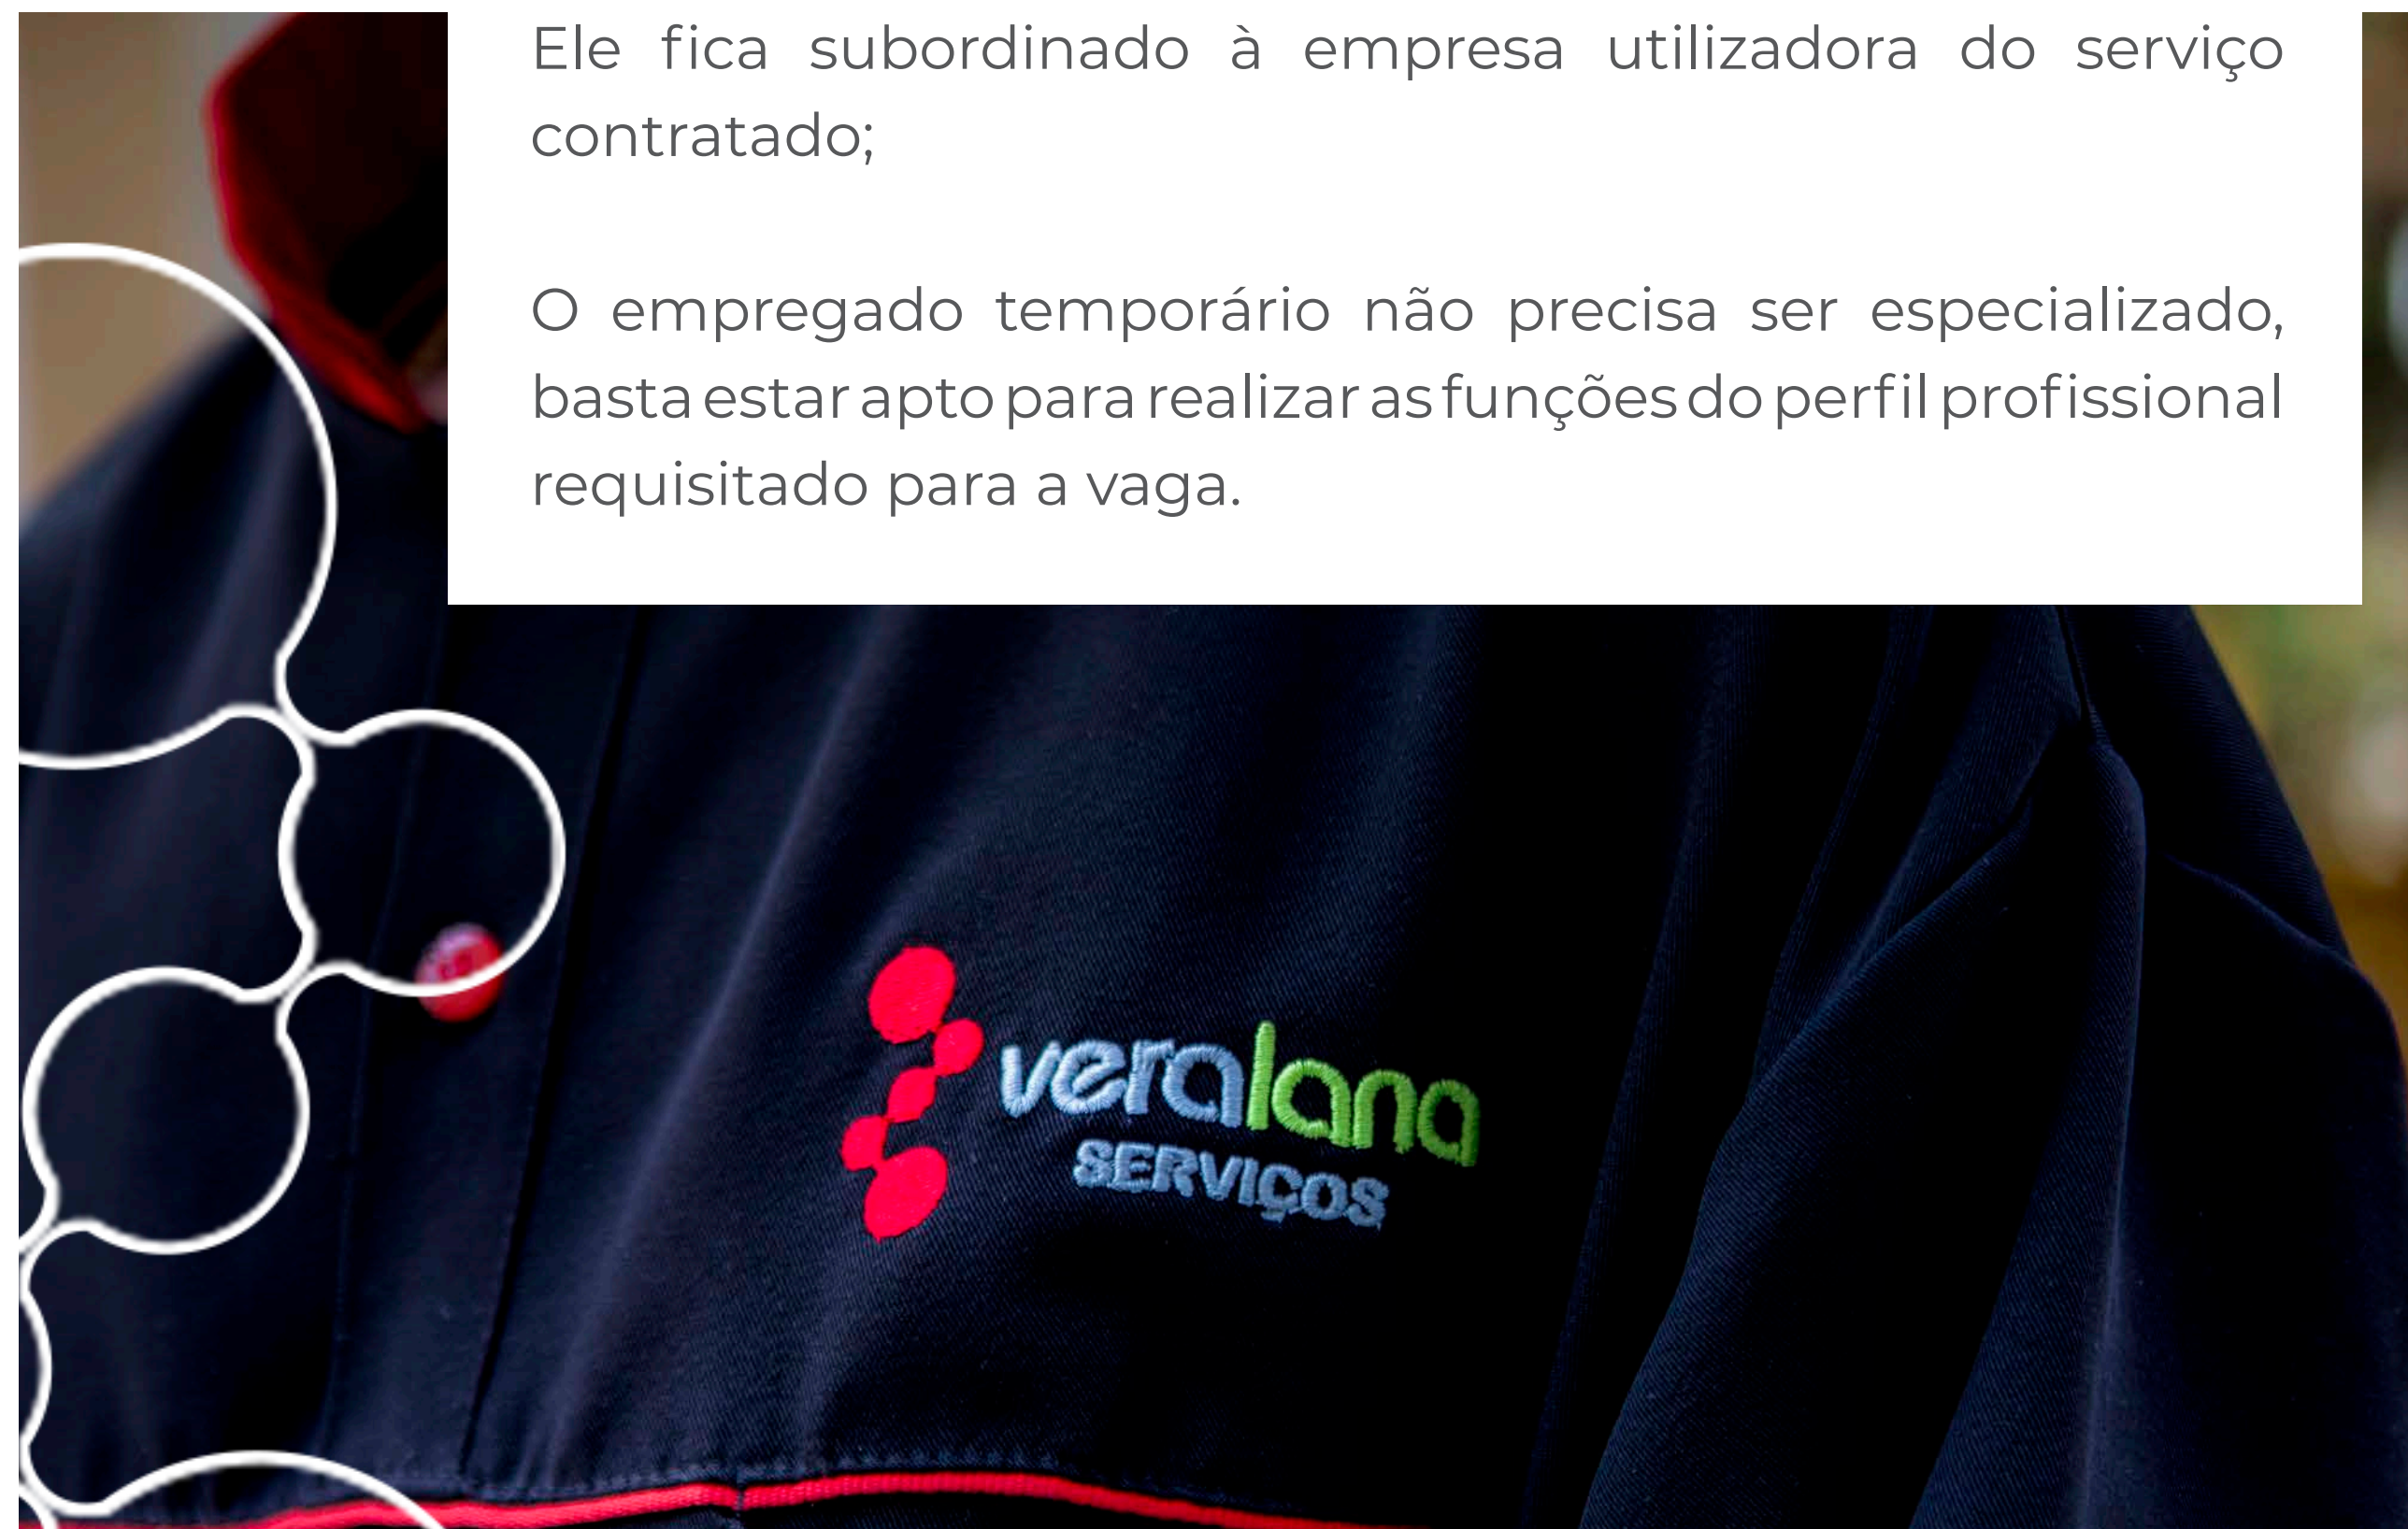 Ele fica subordinado à empresa utilizadora do serviço
contratado;
O empregado temporário não precisa ser especializado,
basta estar apto para realizar as funções do perfil profissional
requisitado para a vaga.
veralana
SERVIÇOS